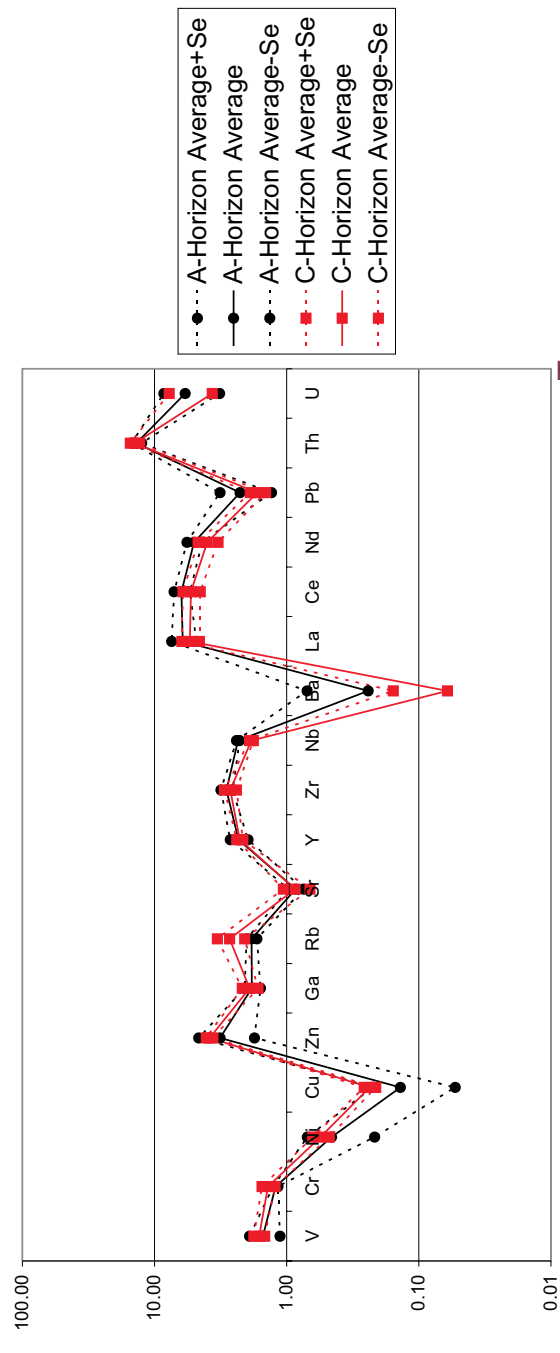 A-Horizon Average+Se
A-Horizon Average
A-Horizon Average-Se
C-Horizon Average+Se
C-Horizon Average
C-Horizon Average-Se
100.00
10.00
1.00
0.10
0.01
V
Cr
Ni
Cu
Zn
Ga
Rb
Sr
Y
Zr
Nb
Ba
La
Ce
Nd
Pb
Th
U